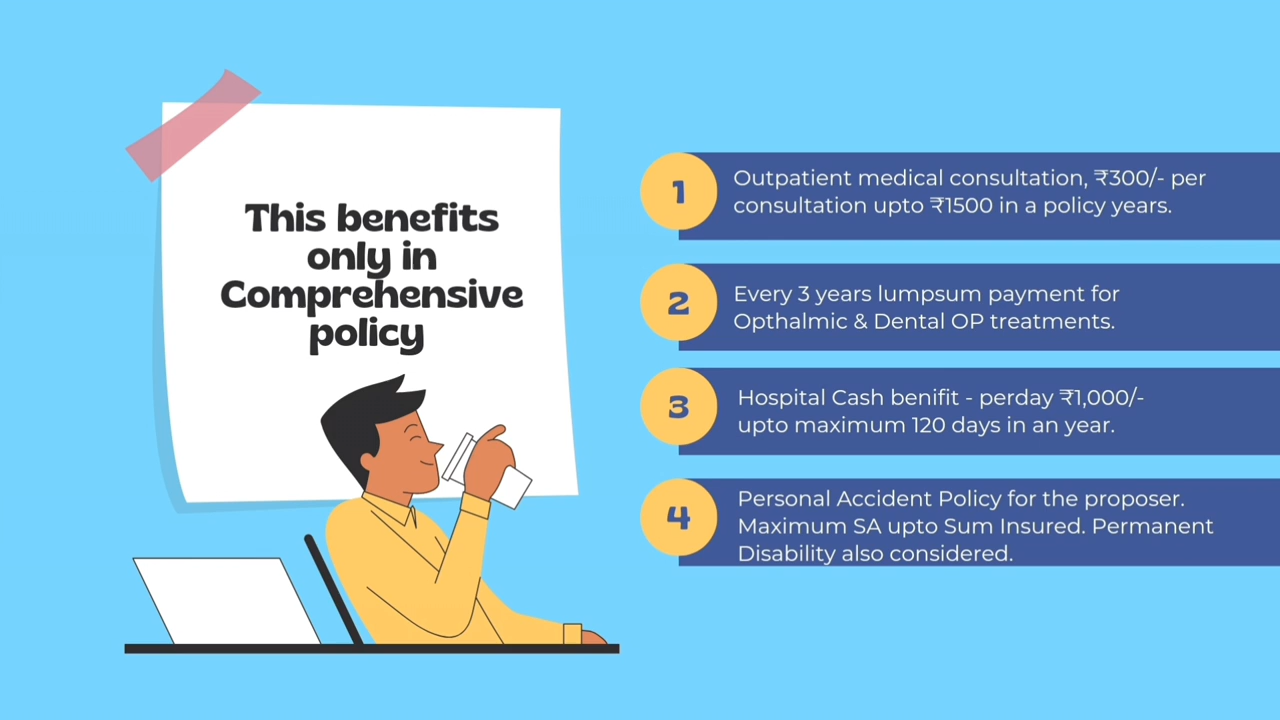 This benefits
only in
Comprehensive
policy
1
Outpatient medical consultation, ₹300/- per
consultation upto ₹1500 in a policy years.
2
Every 3 years lumpsum payment for
Opthalmic & Dental OP treatments.
3
Hospital Cash benifit - perday ₹1,000/-
upto maximum 120 days in an year.
4
Personal Accident Policy for the proposer.
Maximum SA upto Sum Insured. Permanent
Disability also considered.